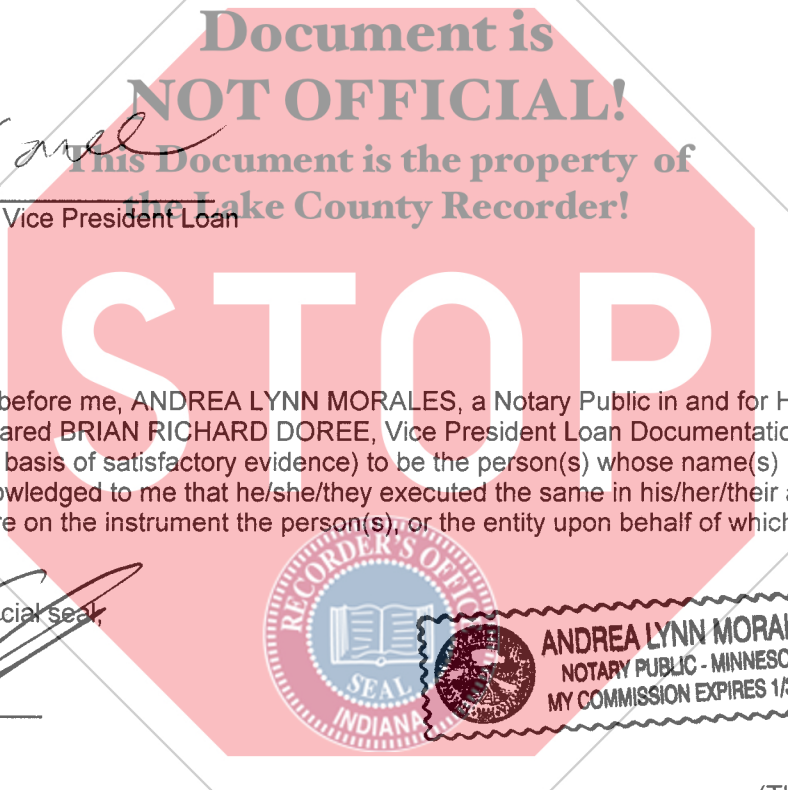 Document is
NOT OFFICIAL!
This Document is the property of
the Lake County Recorder!
Vice President Loan
STOP
before me, ANDREA LYNN MORALES, a Notary Public in and for H
ared BRIAN RICHARD DOREE, Vice President Loan Documentatio
basis of satisfactory evidence) to be the person(s) whose name(s)
owledged to me that he/she/they executed the same in his/her/their a
re on the instrument the person(s), or the entity upon behalf of which
cial seal,
RECORDER'S OFFIC
SEAL
INDIANA
ANDREA LYNN MORAL
NOTARY PUBLIC - MINNESO
MY COMMISSION EXPIRES 1/